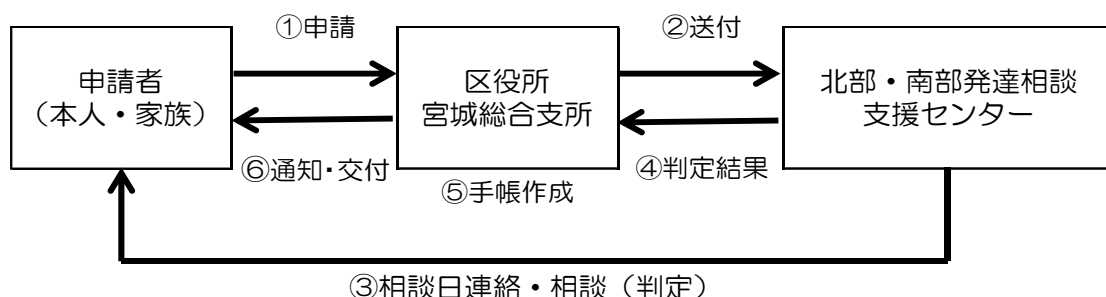 ①申請
②送付
申請者
（本人・家族）
区役所
宮城総合支所
北部・南部発達相談
支援センター
⑥通知・交付
④判定結果
⑤手帳作成
③相談日連絡・相談（判定）